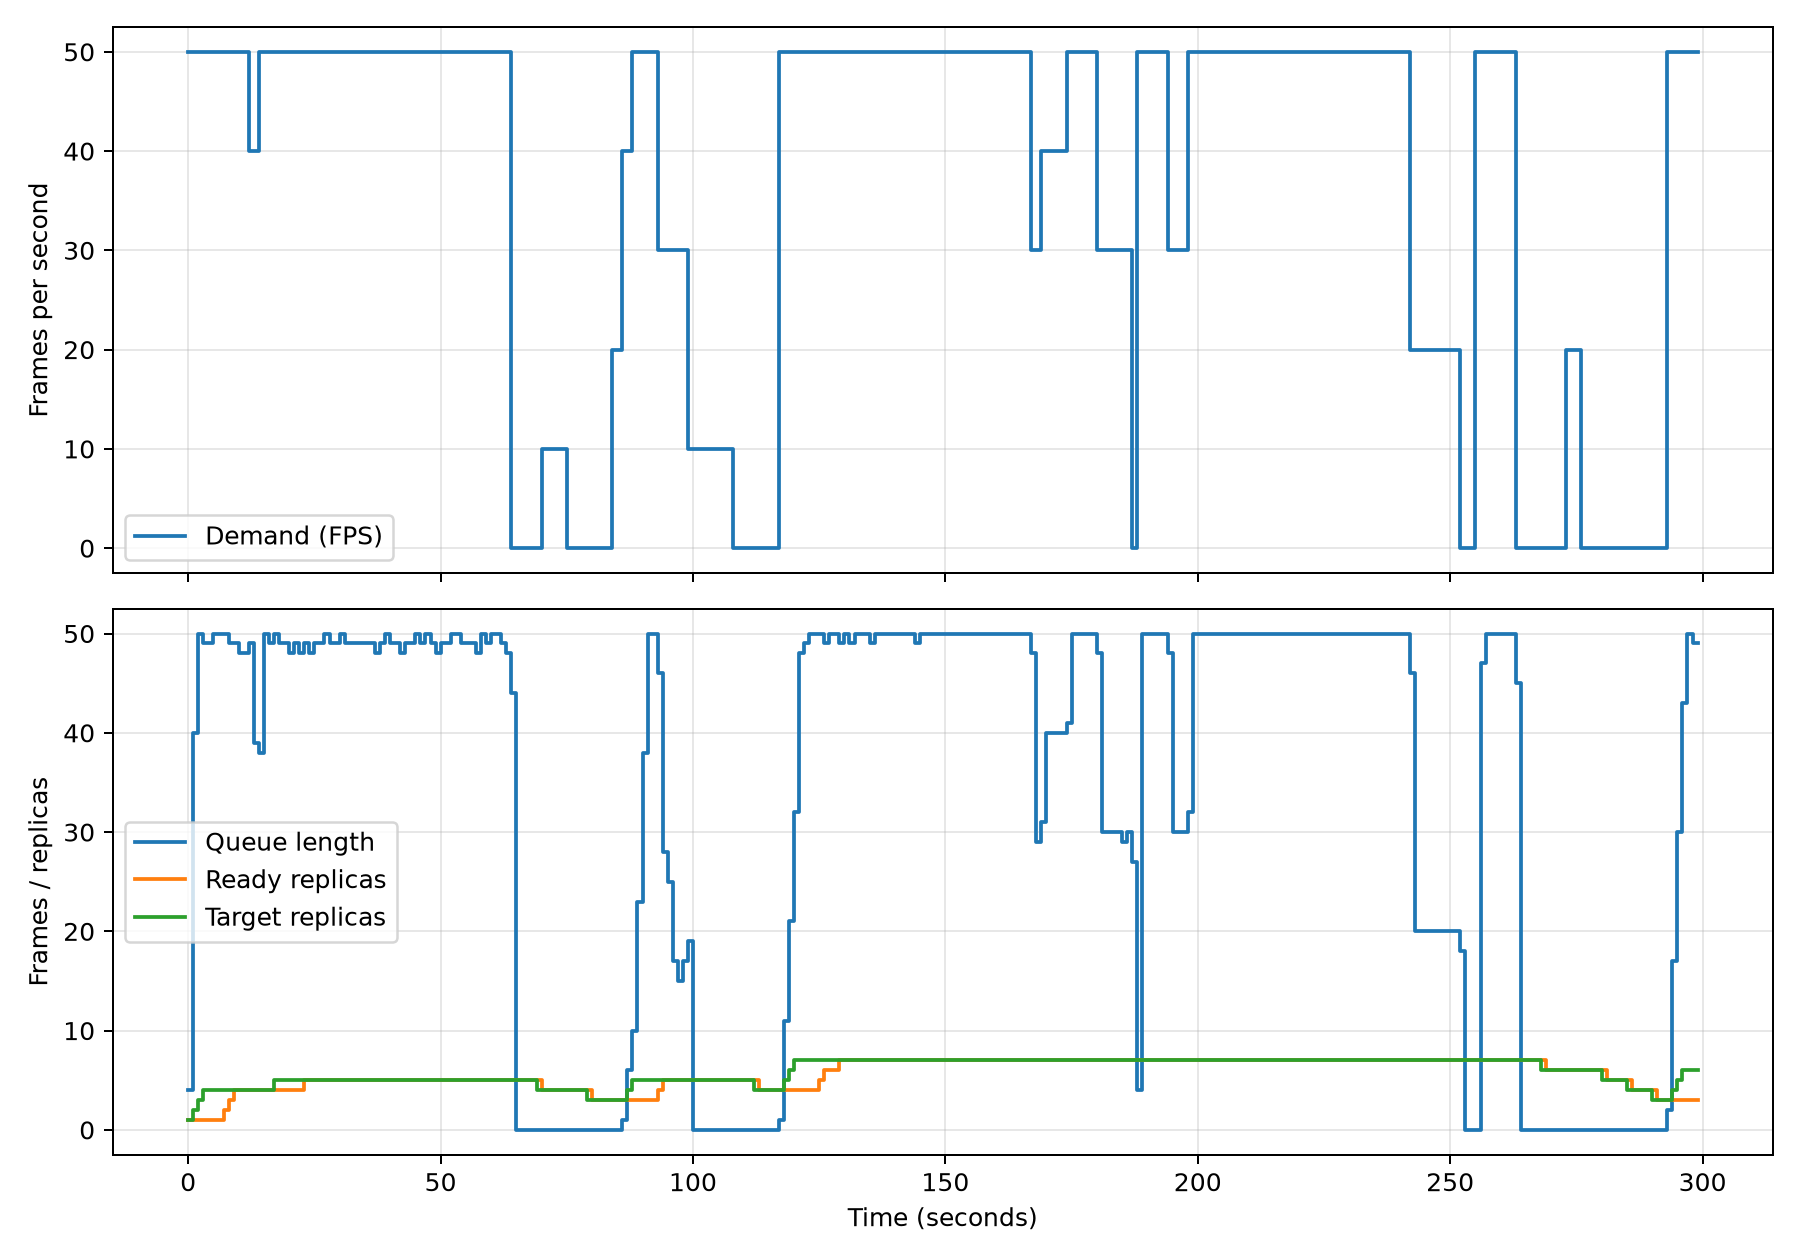 50
40
30
20
10
0
Frames per second
Demand (FPS)
50
40
30
20
10
0
Frames / replicas
Queue length
Ready replicas
Target replicas
0 50 100 150 200 250 300
Time (seconds)